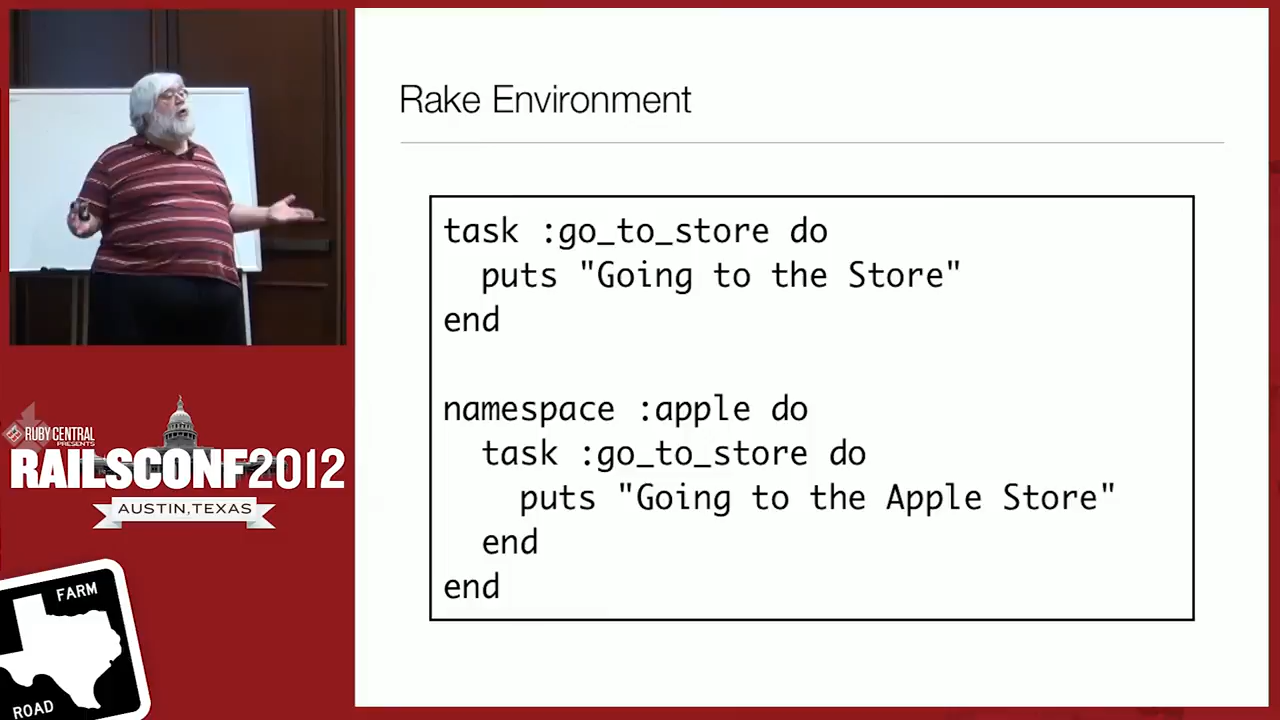 Rake Environment
task :go_to_store do
  puts "Going to the Store"
end
namespace :apple do
  task :go_to_store do
    puts "Going to the Apple Store"
  end
end
RUBY CENTRAL
PRESENTS
RAILSCONF2012
AUSTIN, TEXAS
FARM
ROAD